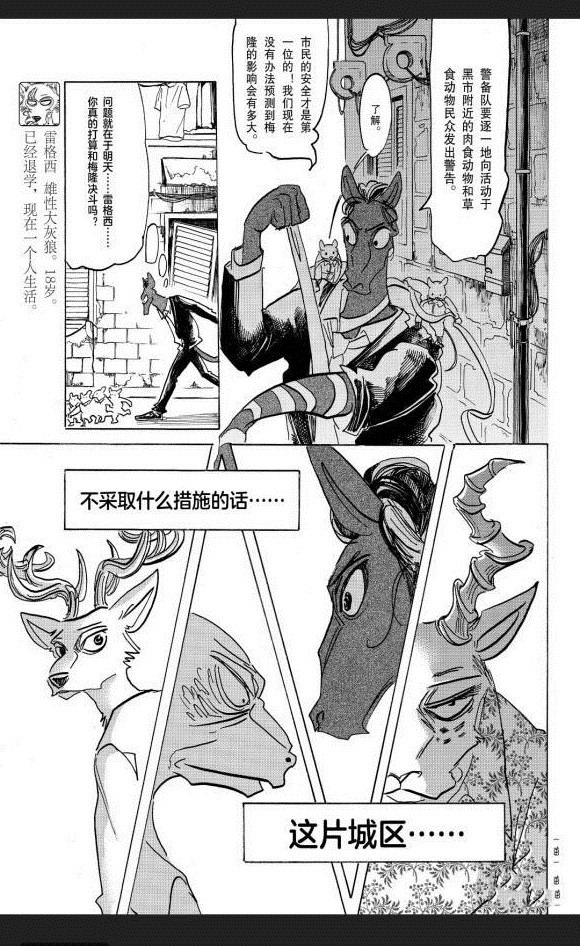 警备队要逐一地向活动于
黑市附近的肉食动物和草
食动物民众发出警告。
了解。
市民的安全才是第
一位的！我们现在
没有办法预测到梅
隆的影响会有多大。
问题就在于明天……雷格西……
你真的打算和梅隆决斗吗？
雷格西 雄性大灰狼。18岁。
已经退学，现在一个人生活。
不采取什么措施的话……
这片城区……